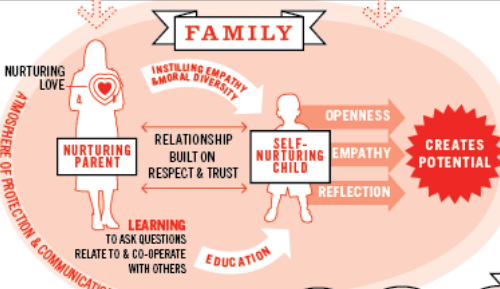 FAMILY
NURTURING
LOVE
INSTILLING EMPATHY
& MORAL DIVERSITY
ATMOSPHERE OF PROTECTION & COMMUNICATION
NURTURING
PARENT
RELATIONSHIP
BUILT ON
RESPECT & TRUST
SELF-
NURTURING
CHILD
OPENNESS
EMPATHY
REFLECTION
CREATES
POTENTIAL
LEARNING
TO ASK QUESTIONS
RELATE TO & CO-OPERATE
WITH OTHERS
EDUCATION